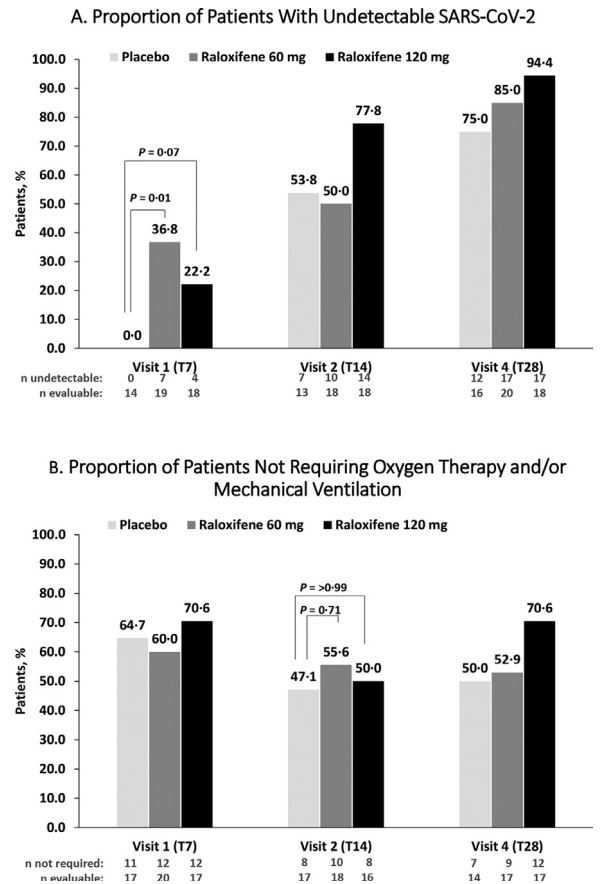 A. Proportion of Patients With Undetectable SARS-CoV-2
Placebo Raloxifene 60 mg Raloxifene 120 mg
100.0
90.0
80.0
70.0
60.0
50.0
40.0
30.0
20.0
10.0
0.0
Patients, %
P = 0·07
P = 0·01
0·0 36·8 22·2
53·8 50·0 77·8
75·0 85·0 94·4
Visit 1 (T7) Visit 2 (T14) Visit 4 (T28)
n undetectable: 0 7 4 7 10 14 12 17 17
n evaluable: 14 19 18 13 18 18 16 20 18
B. Proportion of Patients Not Requiring Oxygen Therapy and/or
Mechanical Ventilation
Placebo Raloxifene 60 mg Raloxifene 120 mg
100.0
90.0
80.0
70.0
60.0
50.0
40.0
30.0
20.0
10.0
0.0
Patients, %
P = >0.99
P = 0·71
64·7 60·0 70·6
47·1 55·6 50·0
50·0 52·9 70·6
Visit 1 (T7) Visit 2 (T14) Visit 4 (T28)
n not required: 11 12 12 8 10 8 7 9 12
n evaluable: 17 20 17 17 18 16 14 17 17